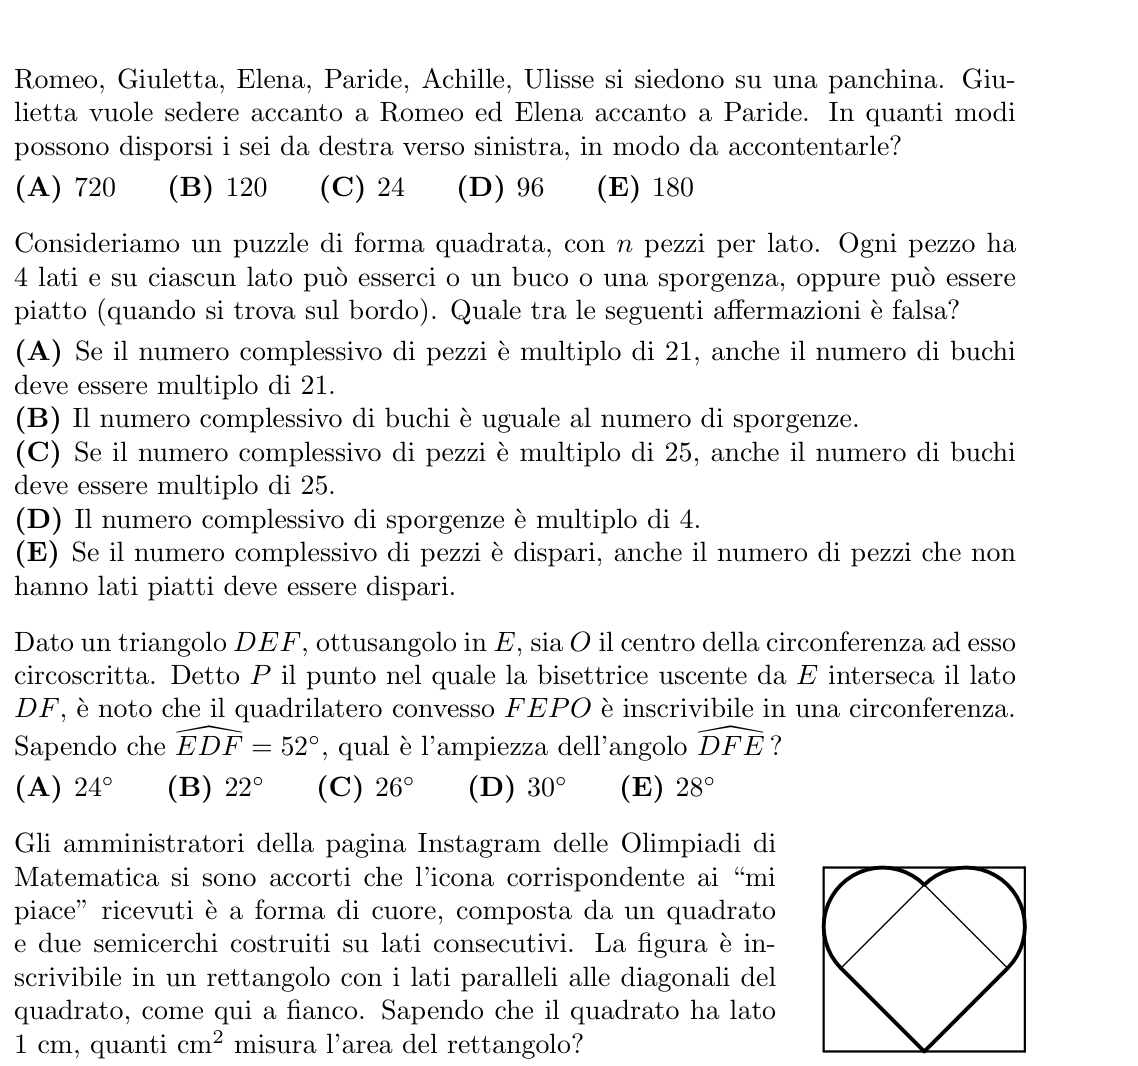 Romeo, Giuletta, Elena, Paride, Achille, Ulisse si siedono su una panchina. Giu-
lietta vuole sedere accanto a Romeo ed Elena accanto a Paride. In quanti modi
possono disporsi i sei da destra verso sinistra, in modo da accontentarle?
(A) 720 (B) 120 (C) 24 (D) 96 (E) 180
Consideriamo un puzzle di forma quadrata, con n pezzi per lato. Ogni pezzo ha
4 lati e su ciascun lato può esserci o un buco o una sporgenza, oppure può essere
piatto (quando si trova sul bordo). Quale tra le seguenti affermazioni è falsa?
(A) Se il numero complessivo di pezzi è multiplo di 21, anche il numero di buchi
deve essere multiplo di 21.
(B) Il numero complessivo di buchi è uguale al numero di sporgenze.
(C) Se il numero complessivo di pezzi è multiplo di 25, anche il numero di buchi
deve essere multiplo di 25.
(D) Il numero complessivo di sporgenze è multiplo di 4.
(E) Se il numero complessivo di pezzi è dispari, anche il numero di pezzi che non
hanno lati piatti deve essere dispari.
Dato un triangolo DEF, ottusangolo in E, sia O il centro della circonferenza ad esso
circoscritta. Detto P il punto nel quale la bisettrice uscente da E interseca il lato
DF, è noto che il quadrilatero convesso FEPO è inscrivibile in una circonferenza.
Sapendo che \widehat{EDF} = 52°, qual è l'ampiezza dell'angolo \widehat{DFE} ?
(A) 24° (B) 22° (C) 26° (D) 30° (E) 28°
Gli amministratori della pagina Instagram delle Olimpiadi di
Matematica si sono accorti che l'icona corrispondente ai “mi
piace” ricevuti è a forma di cuore, composta da un quadrato
e due semicerchi costruiti su lati consecutivi. La figura è in-
scrivibile in un rettangolo con i lati paralleli alle diagonali del
quadrato, come qui a fianco. Sapendo che il quadrato ha lato
1 cm, quanti cm² misura l'area del rettangolo?